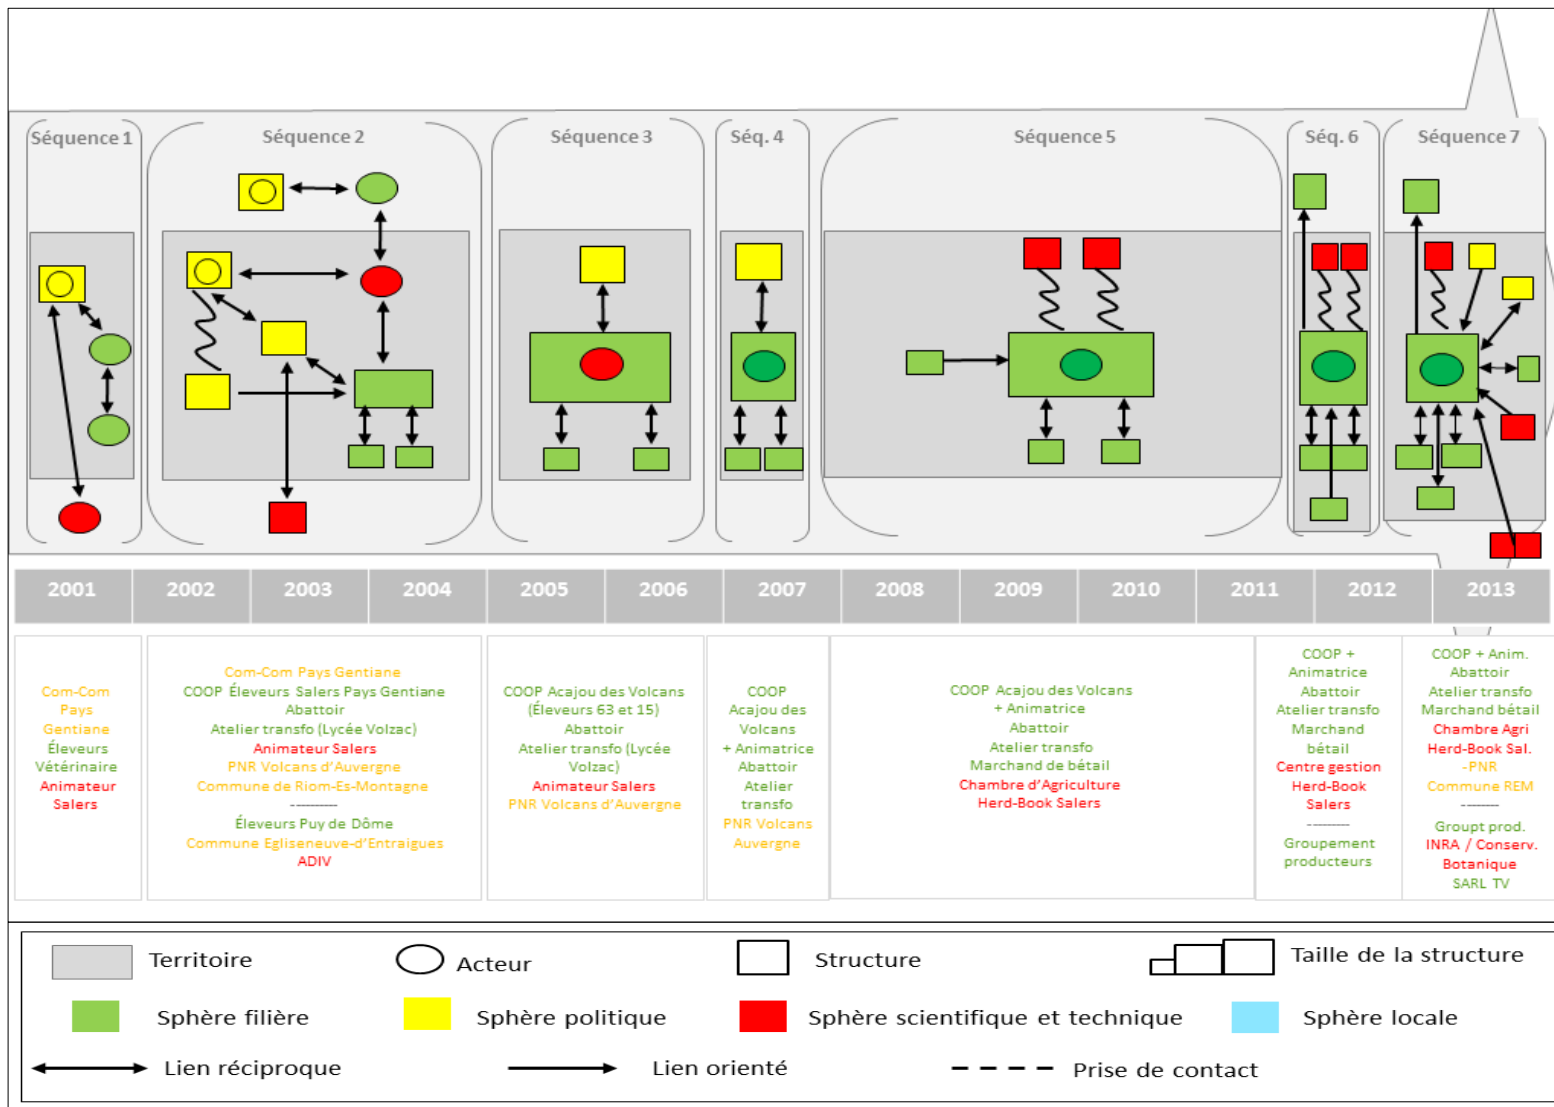 Séquence 1
Séquence 2
Séquence 3
Séq. 4
Séquence 5
Séq. 6
Séquence 7
2001
2002
2003
2004
2005
2006
2007
2008
2009
2010
2011
2012
2013
Com-Com
Pays
Gentiane
Éleveurs
Vétérinaire
Animateur
Salers
Com-Com Pays Gentiane
COOP Éleveurs Salers Pays Gentiane
Abattoir
Atelier transfo (Lycée Volzac)
Animateur Salers
PNR Volcans d'Auvergne
Commune de Riom-Es-Montagne
----------
Éleveurs Puy de Dôme
Commune Egliseneuve-d'Entraigues
ADIV
COOP Acajou des Volcans
(Éleveurs 63 et 15)
Abattoir
Atelier transfo (Lycée
Volzac)
Animateur Salers
PNR Volcans d'Auvergne
COOP
Acajou des
Volcans
+ Animatrice
Abattoir
Atelier
transfo
PNR Volcans
Auvergne
COOP Acajou des Volcans
+ Animatrice
Abattoir
Atelier transfo
Marchand de bétail
Chambre d'Agriculture
Herd-Book Salers
COOP +
Animatrice
Abattoir
Atelier transfo
Marchand
bétail
Centre gestion
Herd-Book
Salers
----------
Groupement
producteurs
COOP + Anim.
Abattoir
Atelier transfo
Marchand bétail
Chambre Agri
Herd-Book Sal.
-PNR
Commune REM
--------
Groupt prod.
INRA / Conserv.
Botanique
SARL TV
Territoire
Acteur
Structure
Taille de la structure
Sphère filière
Sphère politique
Sphère scientifique et technique
Sphère locale
Lien réciproque
Lien orienté
Prise de contact